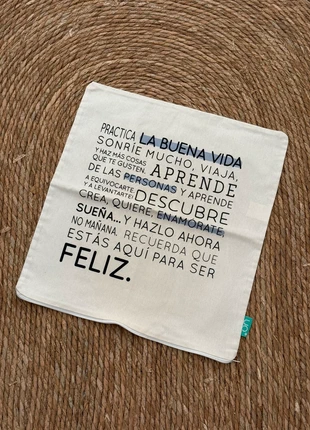 PRACTICA LA BUENA VIDA
SONRÍE MUCHO, VIAJA,
Y HAZ MÁS COSAS
QUE TE GUSTEN. APRENDE
DE LAS PERSONAS Y APRENDE
A EQUIVOCARTE
Y A LEVANTARTE! DESCUBRE
CREA, QUIERE, ENAMÓRATE,
SUEÑA... Y HAZLO AHORA
NO MAÑANA. RECUERDA QUE
ESTÁS AQUÍ PARA SER
FELIZ.